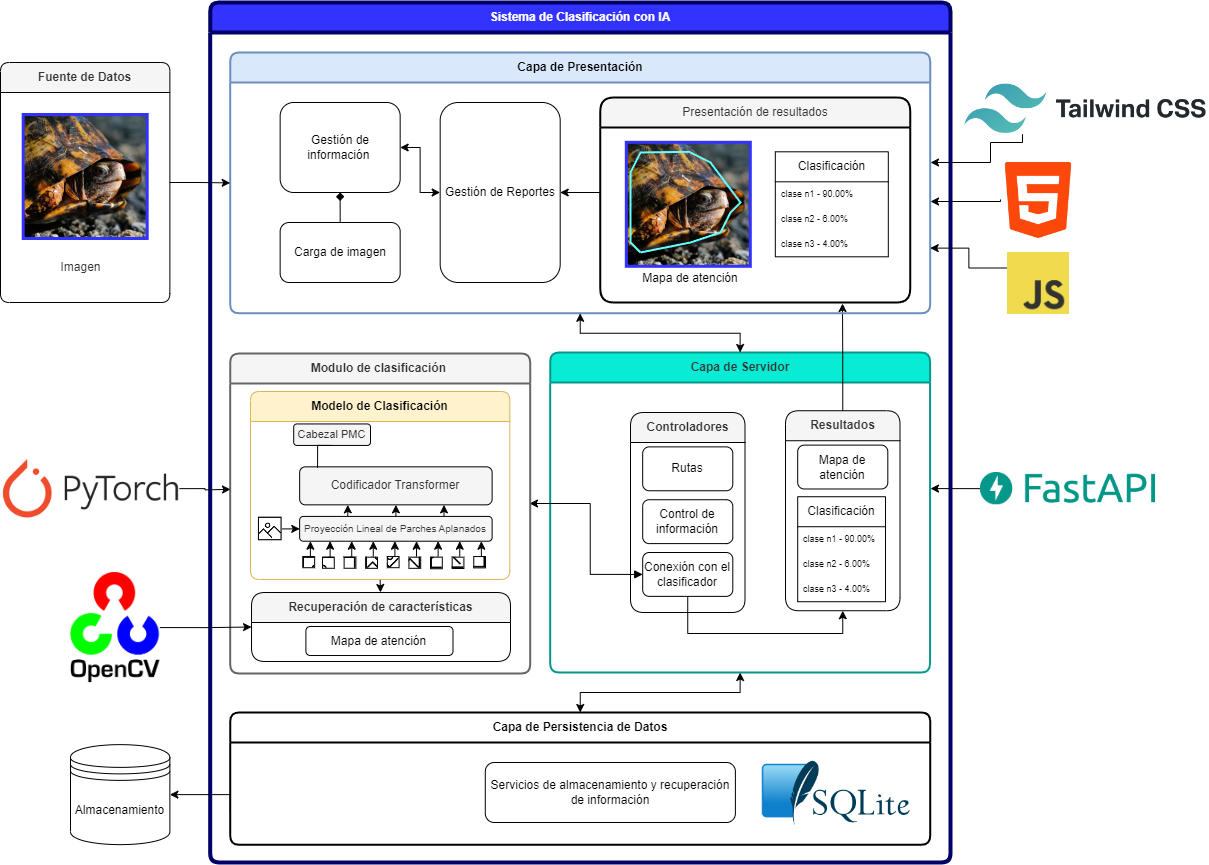 Sistema de Clasificación con IA
Fuente de Datos
Imagen
Capa de Presentación
Gestión de
información
Carga de imagen
Gestión de Reportes
Presentación de resultados
Mapa de atención
Clasificación
clase n1 - 90.00%
clase n2 - 6.00%
clase n3 - 4.00%
Tailwind CSS
5
JS
Modulo de clasificación
Modelo de Clasificación
Cabezal PMC
Codificador Transformer
Proyección Lineal de Parches Aplanados
Recuperación de características
Mapa de atención
PyTorch
OpenCV
Capa de Servidor
Controladores
Rutas
Control de
información
Conexión con el
clasificador
Resultados
Mapa de
atención
Clasificación
clase n1 - 90.00%
clase n2 - 6.00%
clase n3 - 4.00%
FastAPI
Capa de Persistencia de Datos
Servicios de almacenamiento y recuperación
de información
SQLite
Almacenamiento